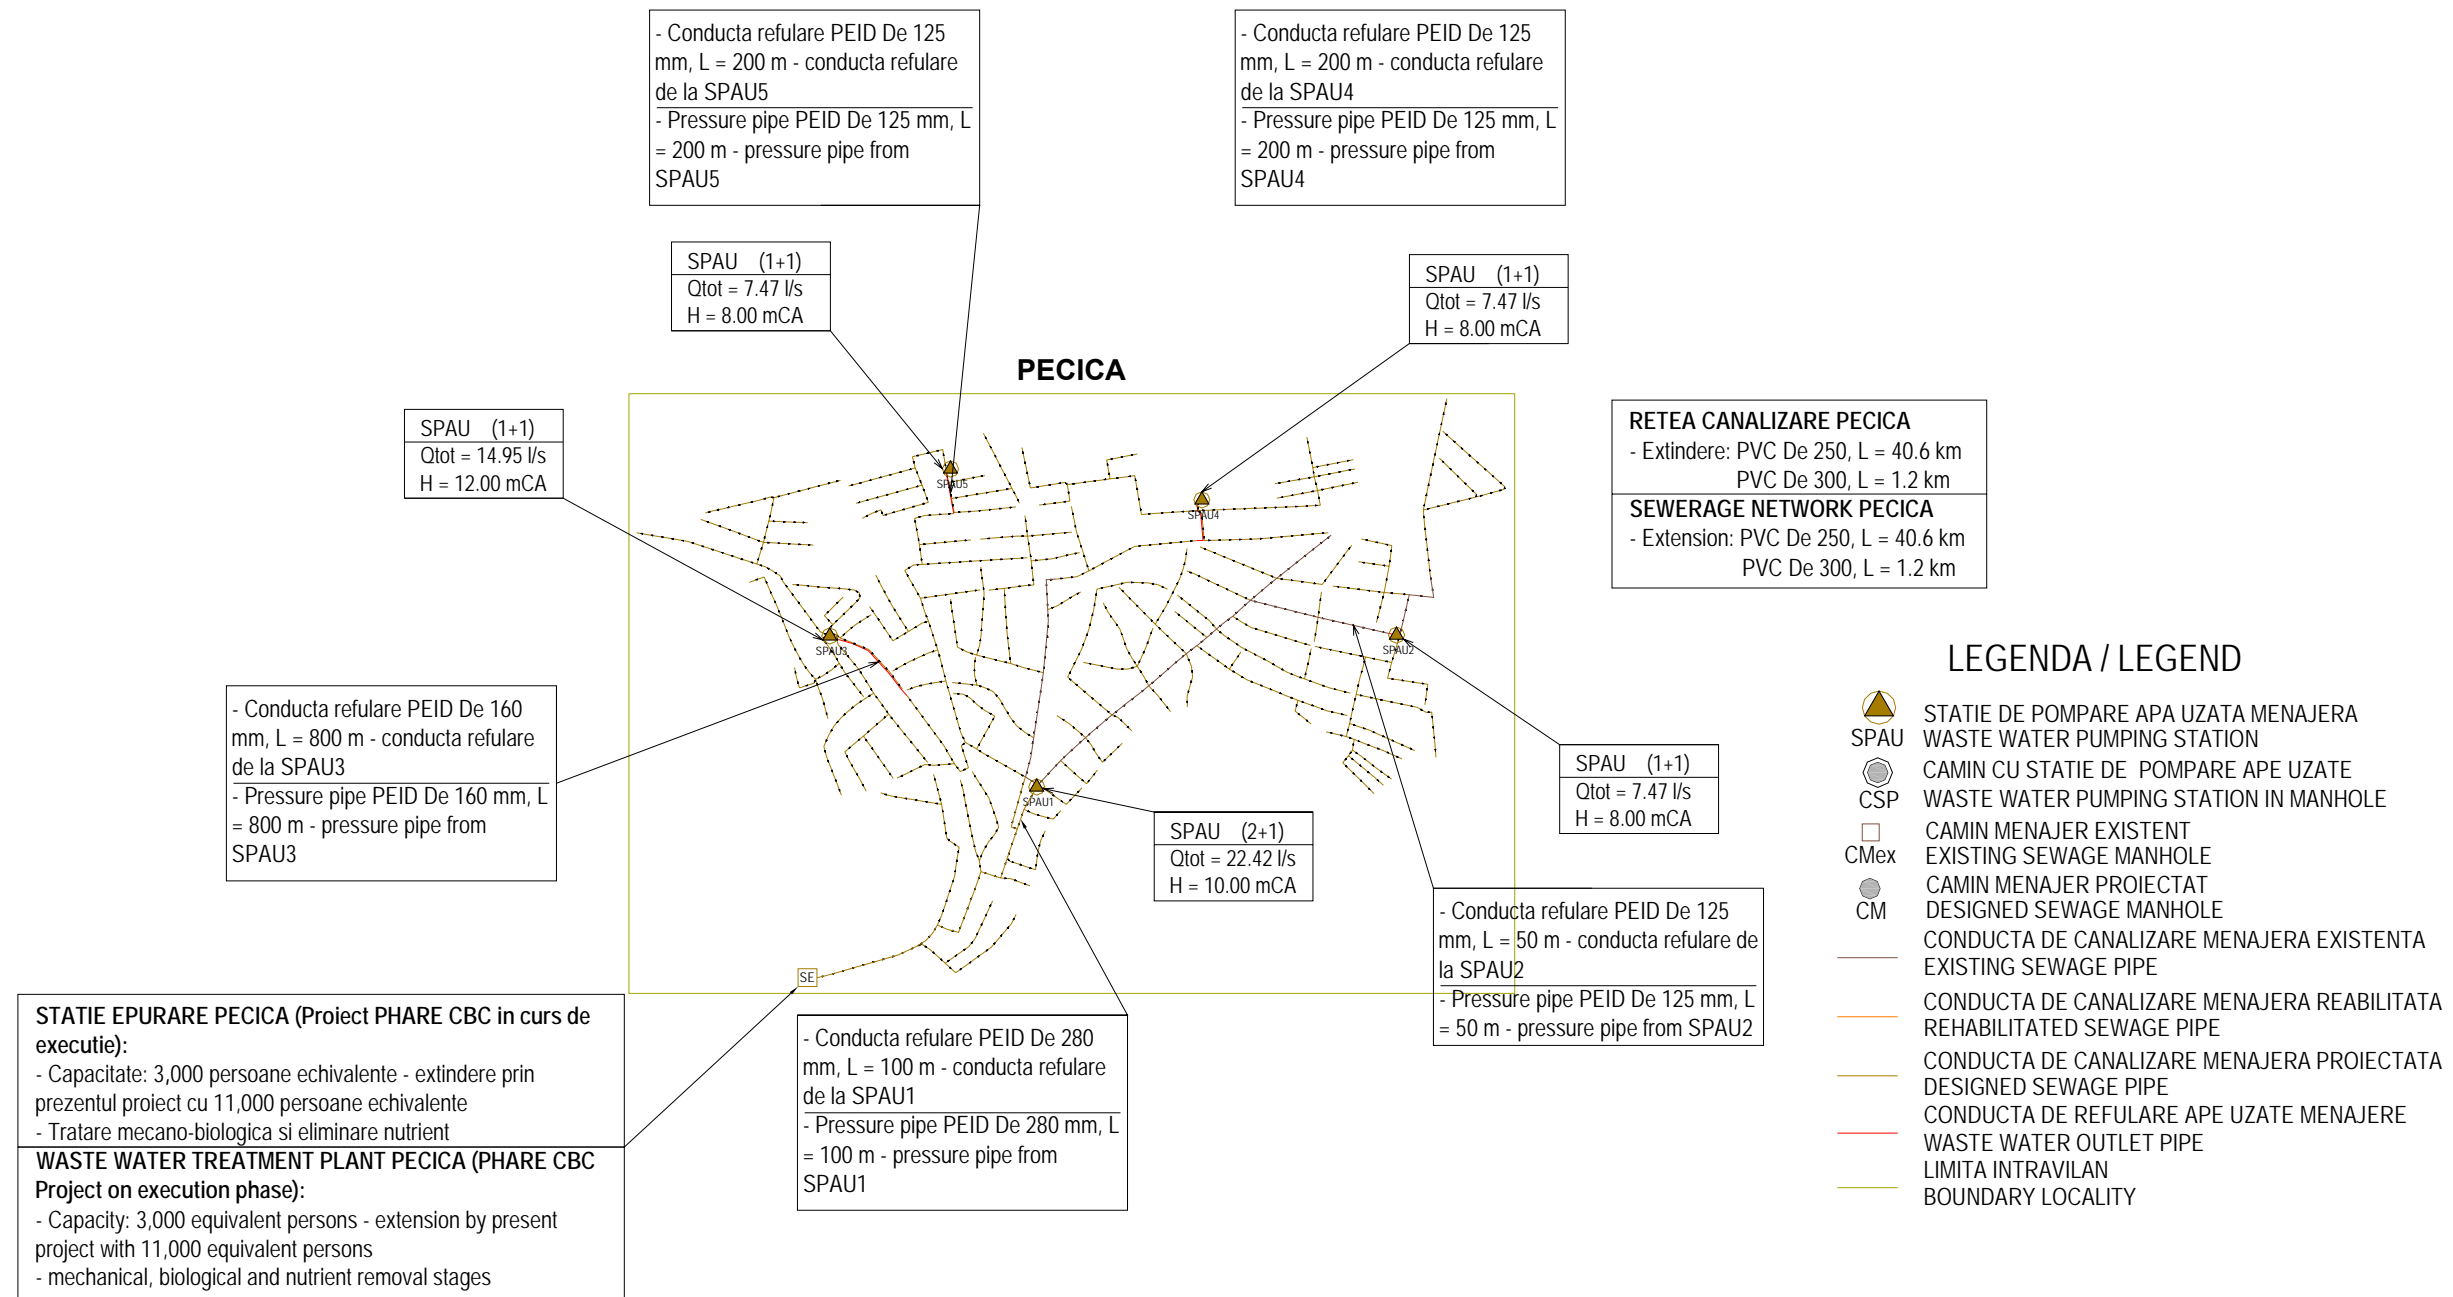 - Conducta refulare PEID De 125
mm, L = 200 m - conducta refulare
de la SPAU5
- Pressure pipe PEID De 125 mm, L
= 200 m - pressure pipe from
SPAU5
- Conducta refulare PEID De 125
mm, L = 200 m - conducta refulare
de la SPAU4
- Pressure pipe PEID De 125 mm, L
= 200 m - pressure pipe from
SPAU4
SPAU (1+1)
Qtot = 7.47 l/s
H = 8.00 mCA
SPAU (1+1)
Qtot = 7.47 l/s
H = 8.00 mCA
PECICA
SPAU (1+1)
Qtot = 14.95 l/s
H = 12.00 mCA
RETEA CANALIZARE PECICA
- Extindere: PVC De 250, L = 40.6 km
PVC De 300, L = 1.2 km
SEWERAGE NETWORK PECICA
- Extension: PVC De 250, L = 40.6 km
PVC De 300, L = 1.2 km
SPAU5
SPAU4
SPAU3
SPAU2
SPAU1
SE
- Conducta refulare PEID De 160
mm, L = 800 m - conducta refulare
de la SPAU3
- Pressure pipe PEID De 160 mm, L
= 800 m - pressure pipe from
SPAU3
SPAU (2+1)
Qtot = 22.42 l/s
H = 10.00 mCA
SPAU (1+1)
Qtot = 7.47 l/s
H = 8.00 mCA
- Conducta refulare PEID De 125
mm, L = 50 m - conducta refulare de
la SPAU2
- Pressure pipe PEID De 125 mm, L
= 50 m - pressure pipe from SPAU2
- Conducta refulare PEID De 280
mm, L = 100 m - conducta refulare
de la SPAU1
- Pressure pipe PEID De 280 mm, L
= 100 m - pressure pipe from
SPAU1
STATIE EPURARE PECICA (Proiect PHARE CBC in curs de
executie):
- Capacitate: 3,000 persoane echivalente - extindere prin
prezentul proiect cu 11,000 persoane echivalente
- Tratare mecano-biologica si eliminare nutrient
WASTE WATER TREATMENT PLANT PECICA (PHARE CBC
Project on execution phase):
- Capacity: 3,000 equivalent persons - extension by present
project with 11,000 equivalent persons
- mechanical, biological and nutrient removal stages
LEGENDA / LEGEND
STATIE DE POMPARE APA UZATA MENAJERA
SPAU WASTE WATER PUMPING STATION
CAMIN CU STATIE DE POMPARE APE UZATE
CSP WASTE WATER PUMPING STATION IN MANHOLE
CAMIN MENAJER EXISTENT
CMex EXISTING SEWAGE MANHOLE
CAMIN MENAJER PROIECTAT
CM DESIGNED SEWAGE MANHOLE
CONDUCTA DE CANALIZARE MENAJERA EXISTENTA
EXISTING SEWAGE PIPE
CONDUCTA DE CANALIZARE MENAJERA REABILITATA
REHABILITATED SEWAGE PIPE
CONDUCTA DE CANALIZARE MENAJERA PROIECTATA
DESIGNED SEWAGE PIPE
CONDUCTA DE REFULARE APE UZATE MENAJERE
WASTE WATER OUTLET PIPE
LIMITA INTRAVILAN
BOUNDARY LOCALITY